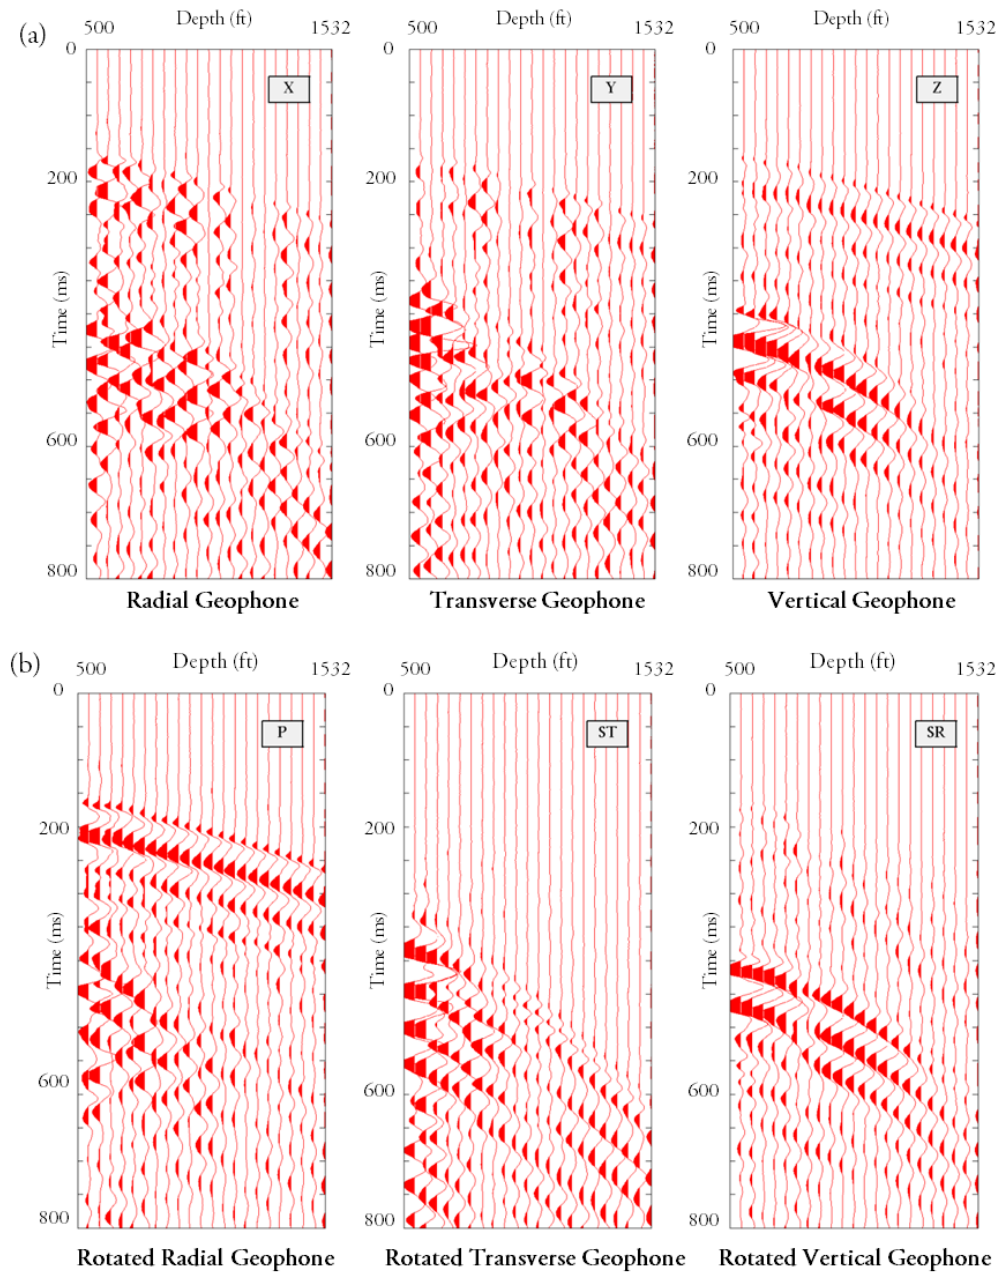 (a)
Depth (ft)
500
1532
Depth (ft)
500
1532
Depth (ft)
500
1532
0
200
Time (ms)
600
800
X
0
200
Time (ms)
600
800
Y
0
200
Time (ms)
600
800
Z
Radial Geophone
Transverse Geophone
Vertical Geophone
(b)
500
Depth (ft)
1532
500
Depth (ft)
1532
500
Depth (ft)
1532
0
200
Time (ms)
600
800
P
0
200
Time (ms)
600
800
ST
0
200
Time (ms)
600
800
SR
Rotated Radial Geophone
Rotated Transverse Geophone
Rotated Vertical Geophone